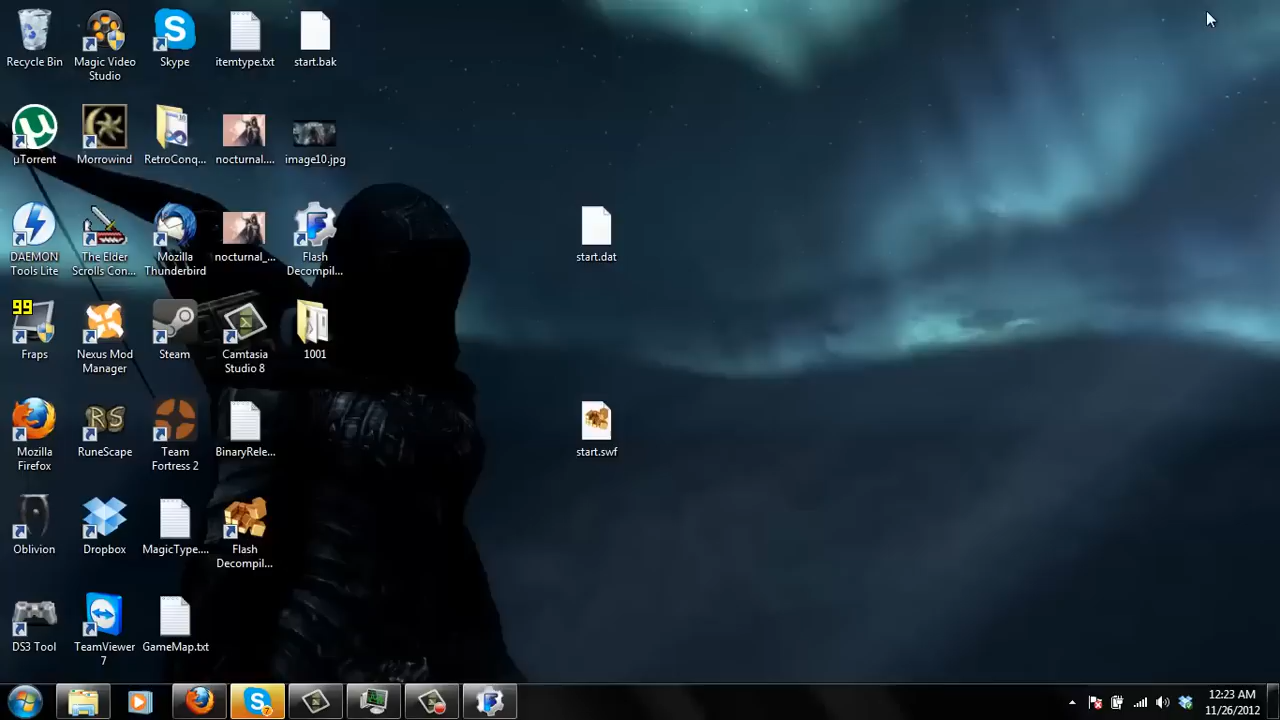 Recycle Bin
Magic Video
Studio
Skype
itemtype.txt
start.bak
µTorrent
Morrowind
RetroConq...
nocturnal....
image10.jpg
DAEMON
Tools Lite
The Elder
Scrolls Con...
Mozilla
Thunderbird
nocturnal_...
Flash
Decompil...
start.dat
99
Fraps
Nexus Mod
Manager
Steam
Camtasia
Studio 8
1001
Mozilla
Firefox
RS
RuneScape
Team
Fortress 2
BinaryRele...
start.swf
Oblivion
Dropbox
MagicType....
Flash
Decompil...
DS3 Tool
TeamViewer
7
GameMap.txt
7
12:23 AM
11/26/2012